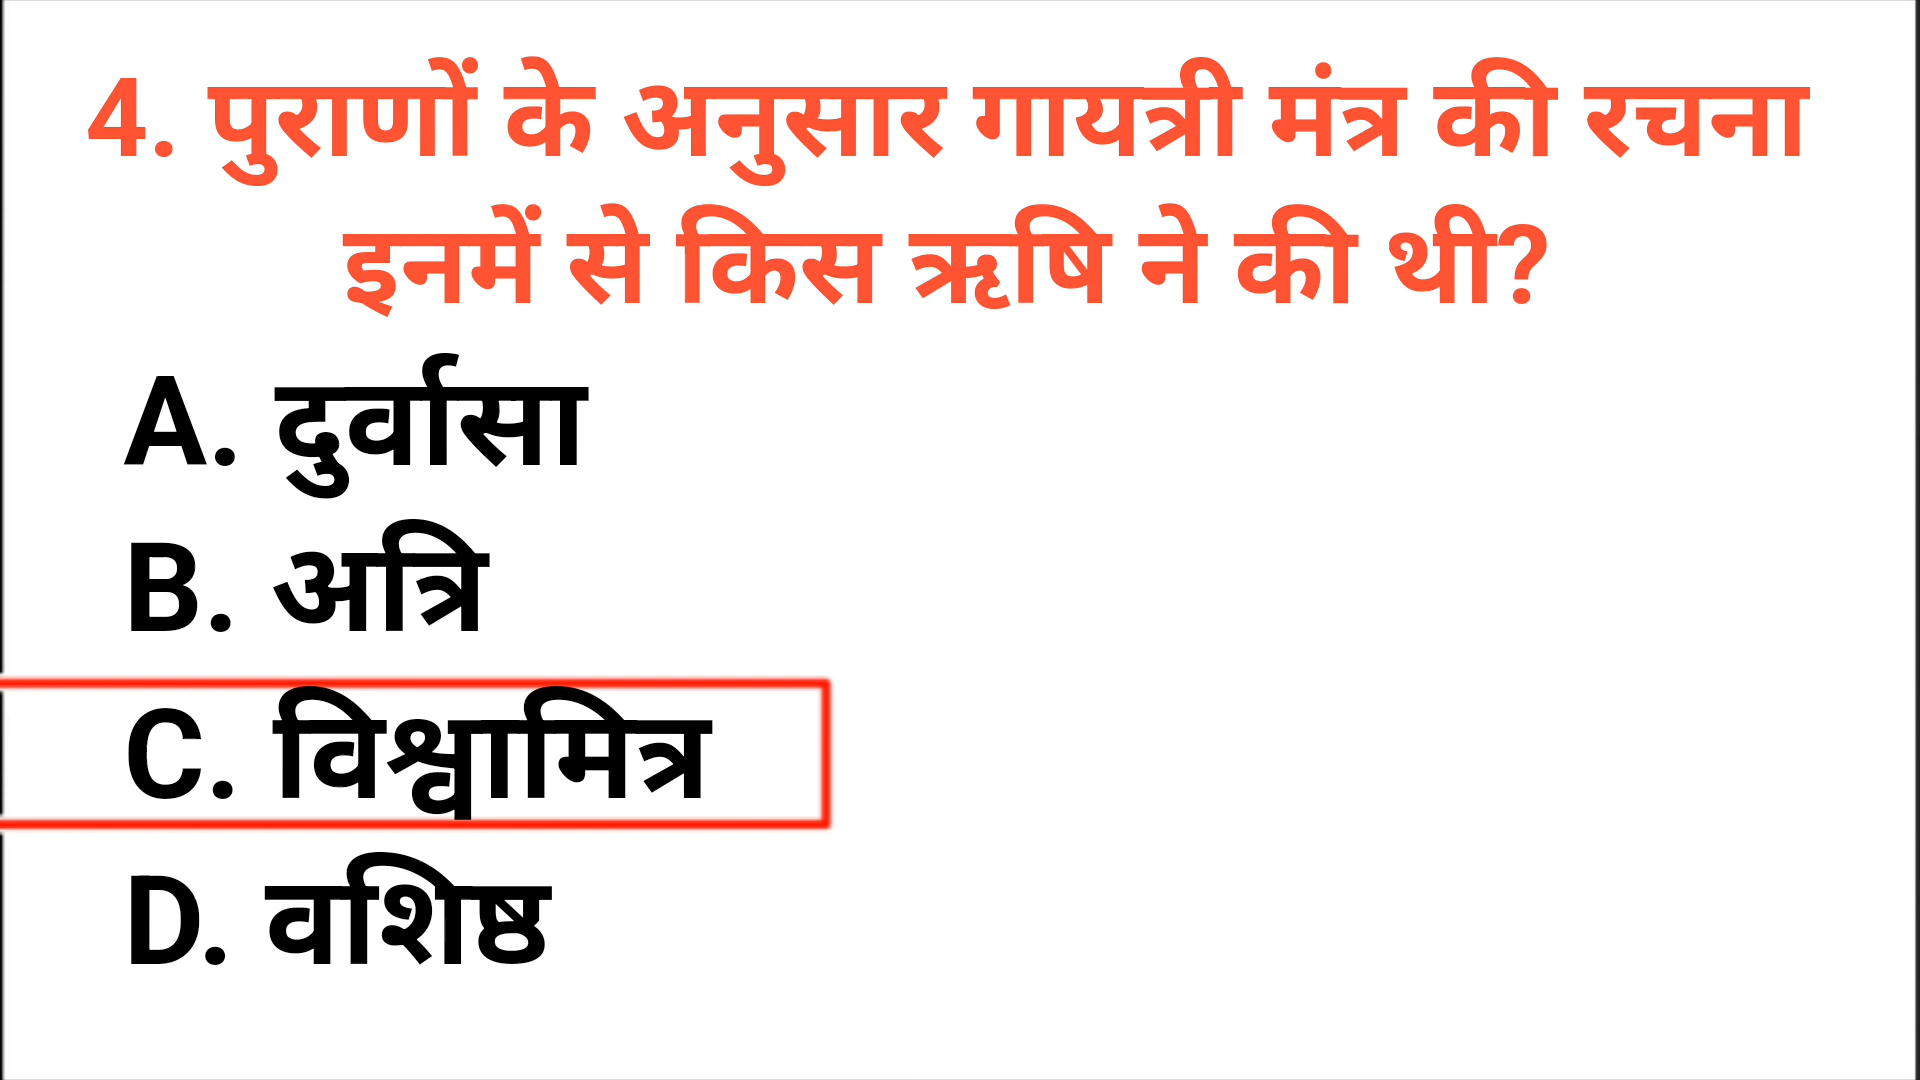 4. पुराणों के अनुसार गायत्री मंत्र की रचना
इनमें से किस ऋषि ने की थी?
A. दुर्वासा
B. अत्रि
C. विश्वामित्र
D. वशिष्ठ